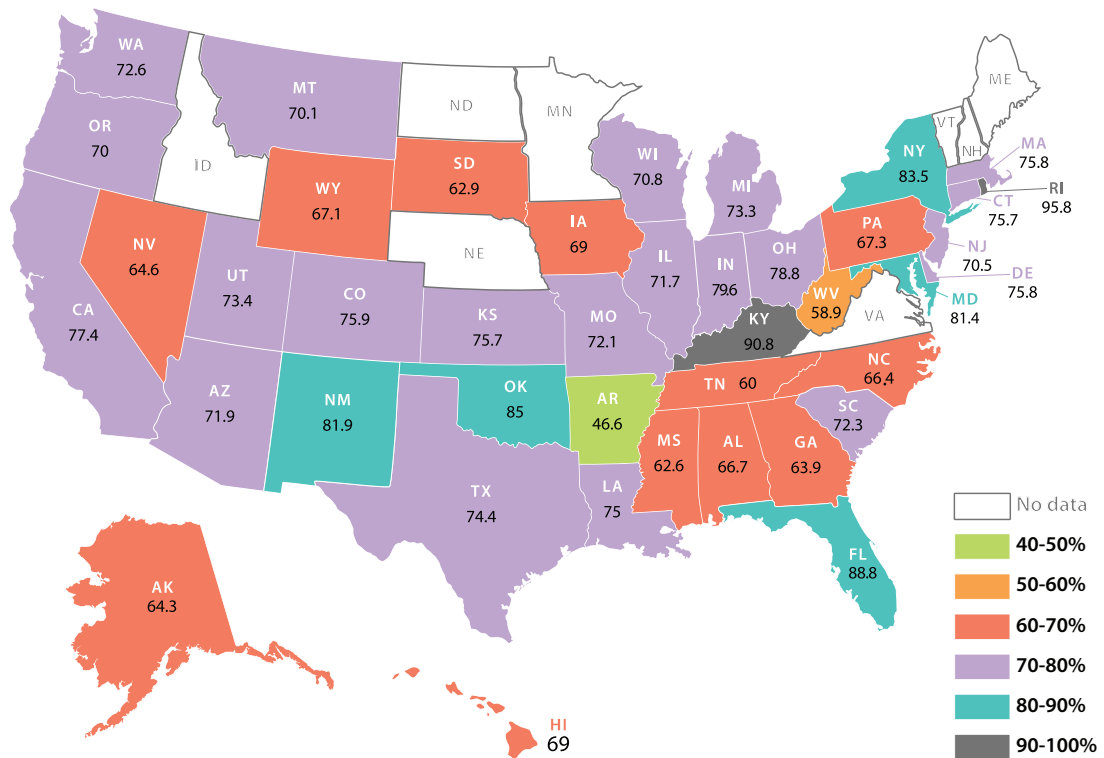 WA
72.6
MT
70.1
ND
MN
ME
OR
70
ID
VT
NH
NY
83.5
MA
75.8
WI
70.8
SD
62.9
MI
73.3
WY
67.1
RI
95.8
CT
75.7
IA
69
PA
67.3
NV
64.6
NE
NJ
70.5
OH
78.8
IL
71.7
IN
79.6
UT
73.4
DE
75.8
CO
75.9
WV
58.9
MD
81.4
CA
77.4
KS
75.7
MO
72.1
KY
90.8
VA
NC
66.4
TN 60
AZ
71.9
NM
81.9
OK
85
AR
46.6
SC
72.3
MS
62.6
AL
66.7
GA
63.9
TX
74.4
LA
75
FL
88.8
AK
64.3
HI
69
No data
40-50%
50-60%
60-70%
70-80%
80-90%
90-100%